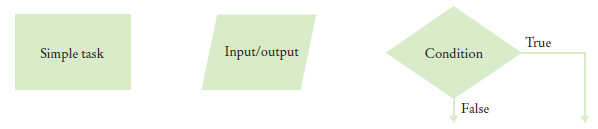 Simple task
Input/output
Condition
True
False